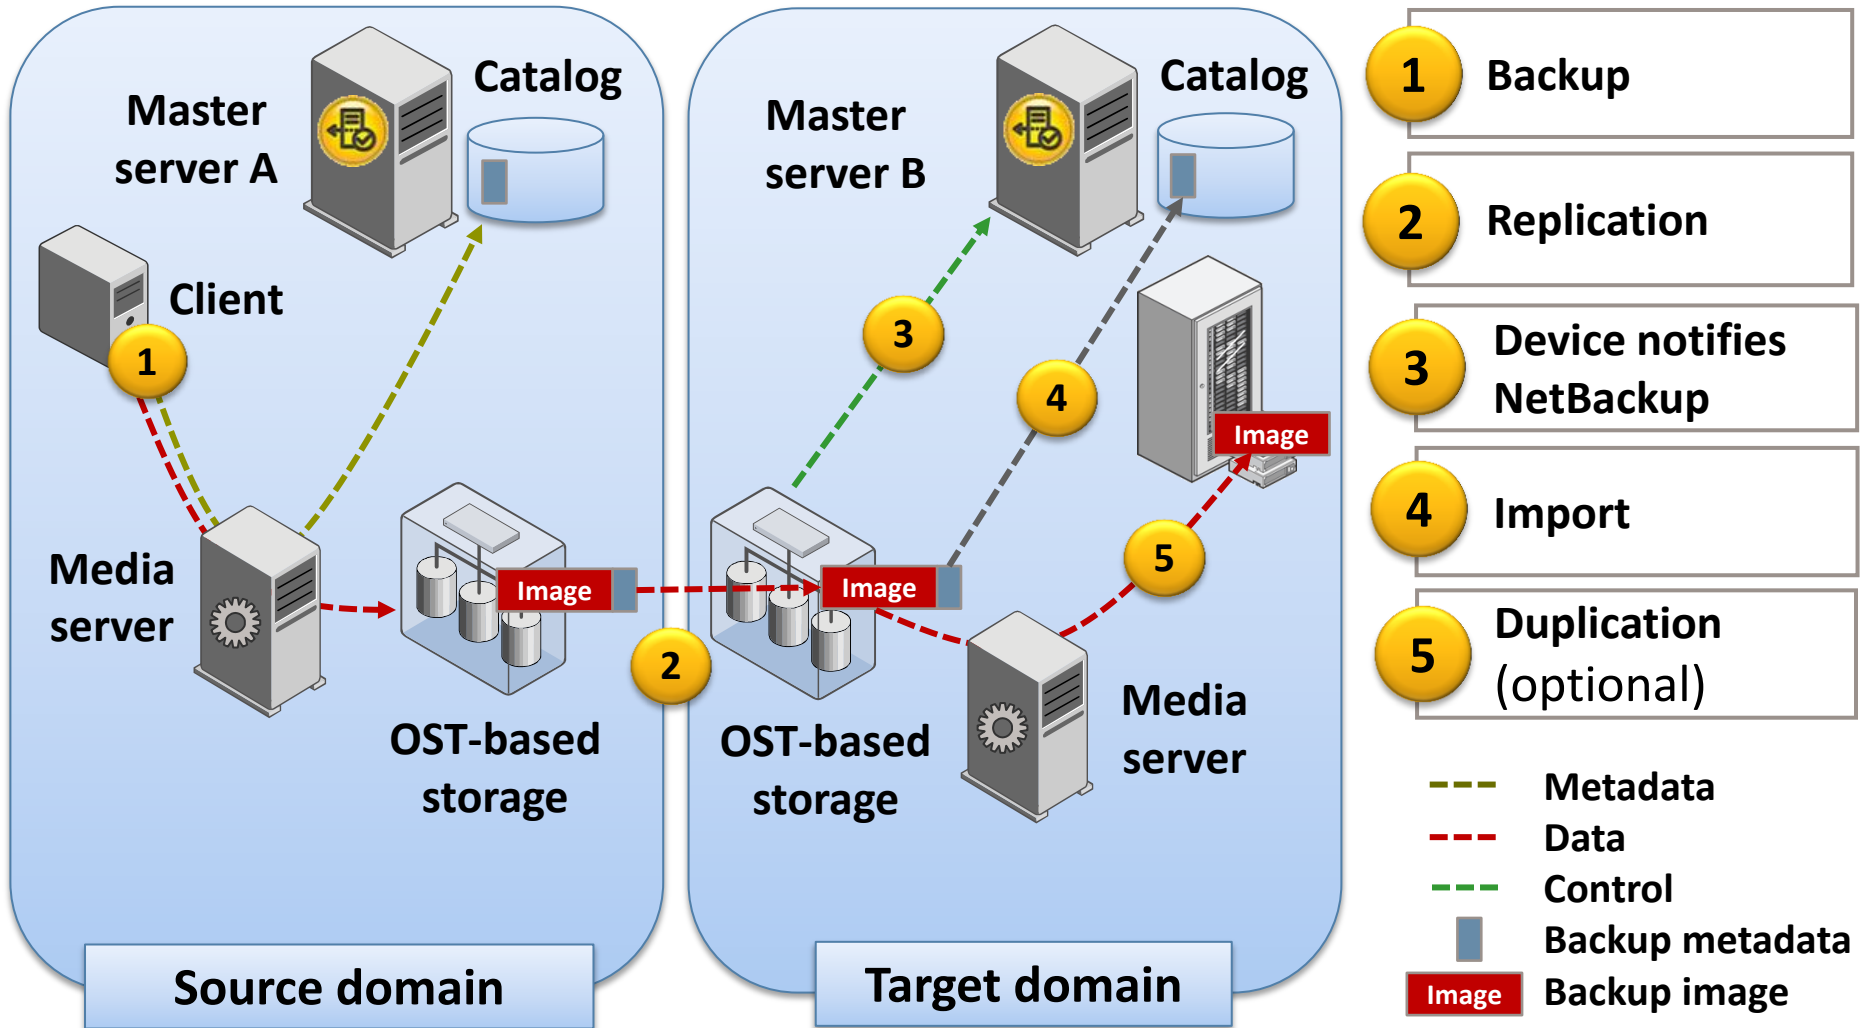 Master
server A
Catalog
Client
1
Media
server
Image
OST-based
storage
Source domain
2
Master
server B
Catalog
3
4
Image
Image
5
OST-based
storage
Media
server
Target domain
1
Backup
2
Replication
3
Device notifies
NetBackup
4
Import
5
Duplication
(optional)
Metadata
Data
Control
Backup metadata
Image
Backup image